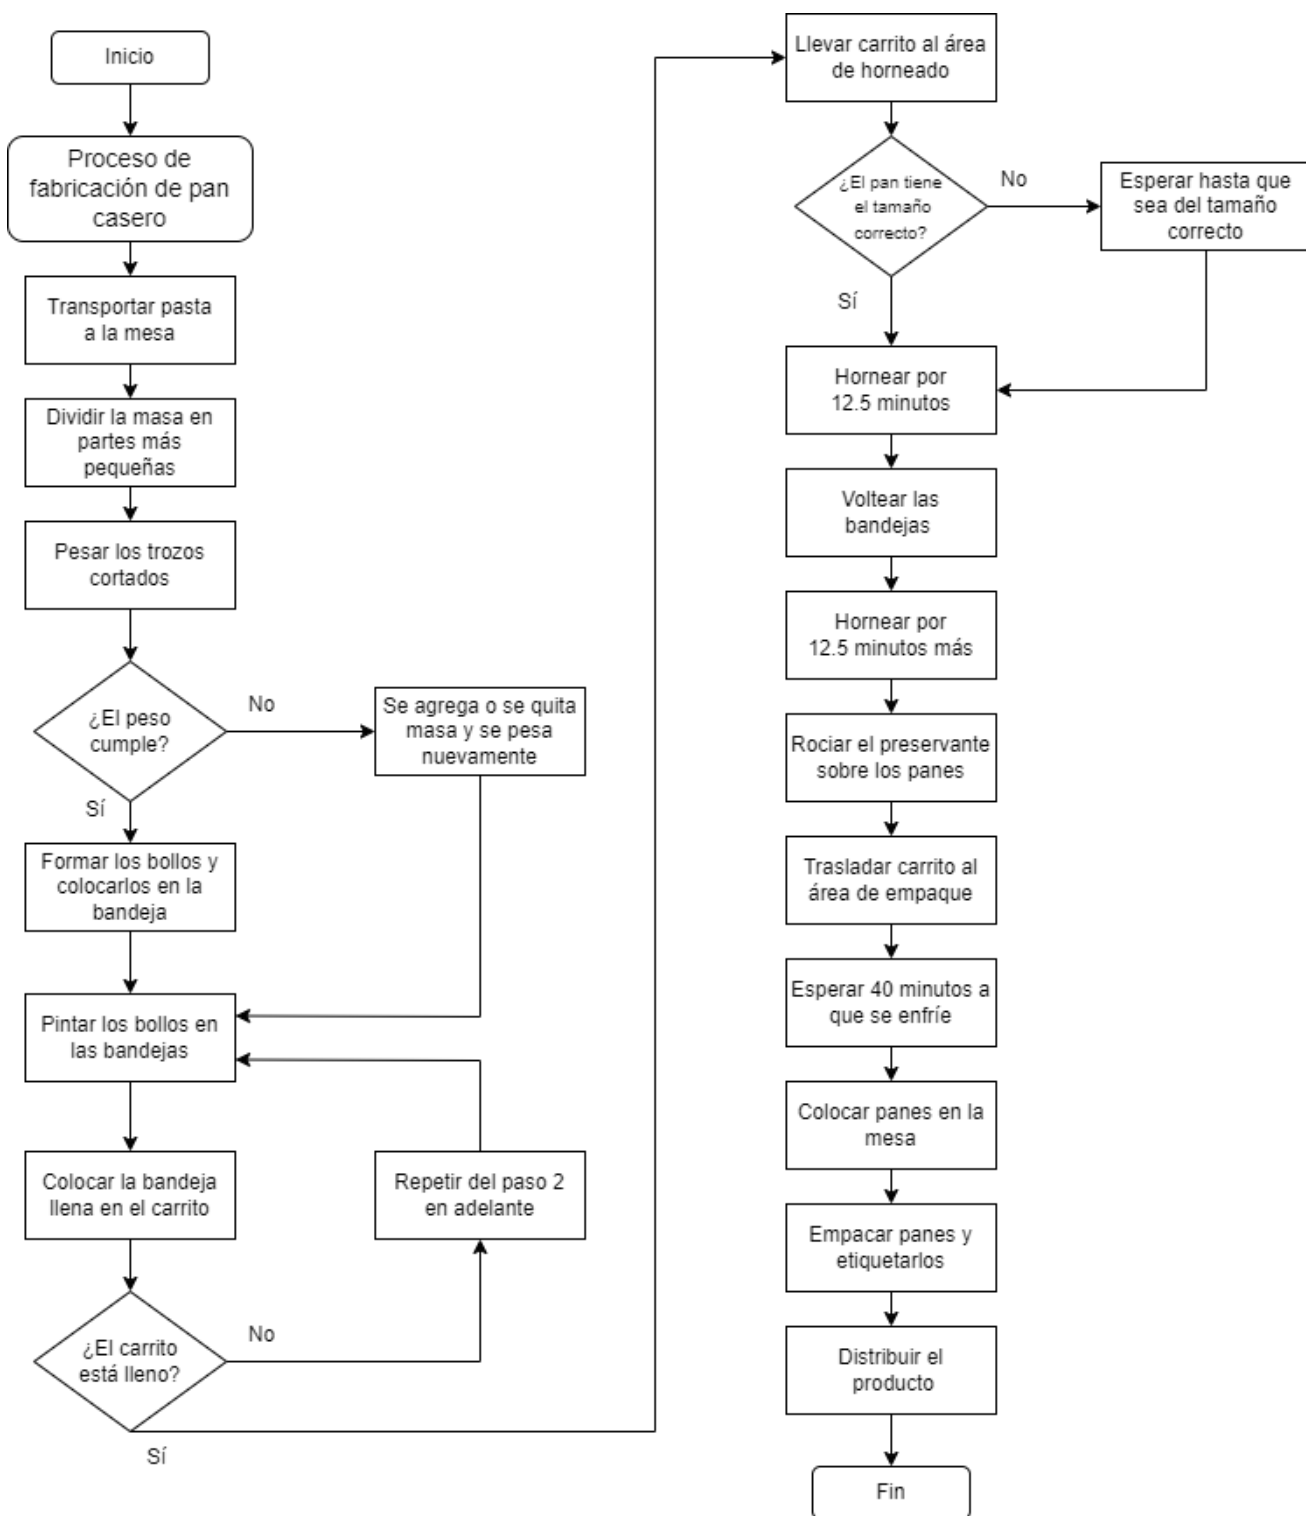 Inicio
Proceso de
fabricación de pan
casero
Transportar pasta
a la mesa
Dividir la masa en
partes más
pequeñas
Pesar los trozos
cortados
¿El peso
cumple?
No
Se agrega o se quita
masa y se pesa
nuevamente
Sí
Formar los bollos y
colocarlos en la
bandeja
Pintar los bollos en
las bandejas
Colocar la bandeja
llena en el carrito
Repetir del paso 2
en adelante
¿El carrito
está lleno?
No
Sí
Llevar carrito al área
de horneado
¿El pan tiene
el tamaño
correcto?
No
Esperar hasta que
sea del tamaño
correcto
Sí
Hornear por
12.5 minutos
Voltear las
bandejas
Hornear por
12.5 minutos más
Rociar el preservante
sobre los panes
Trasladar carrito al
área de empaque
Esperar 40 minutos a
que se enfríe
Colocar panes en la
mesa
Empacar panes y
etiquetarlos
Distribuir el
producto
Fin